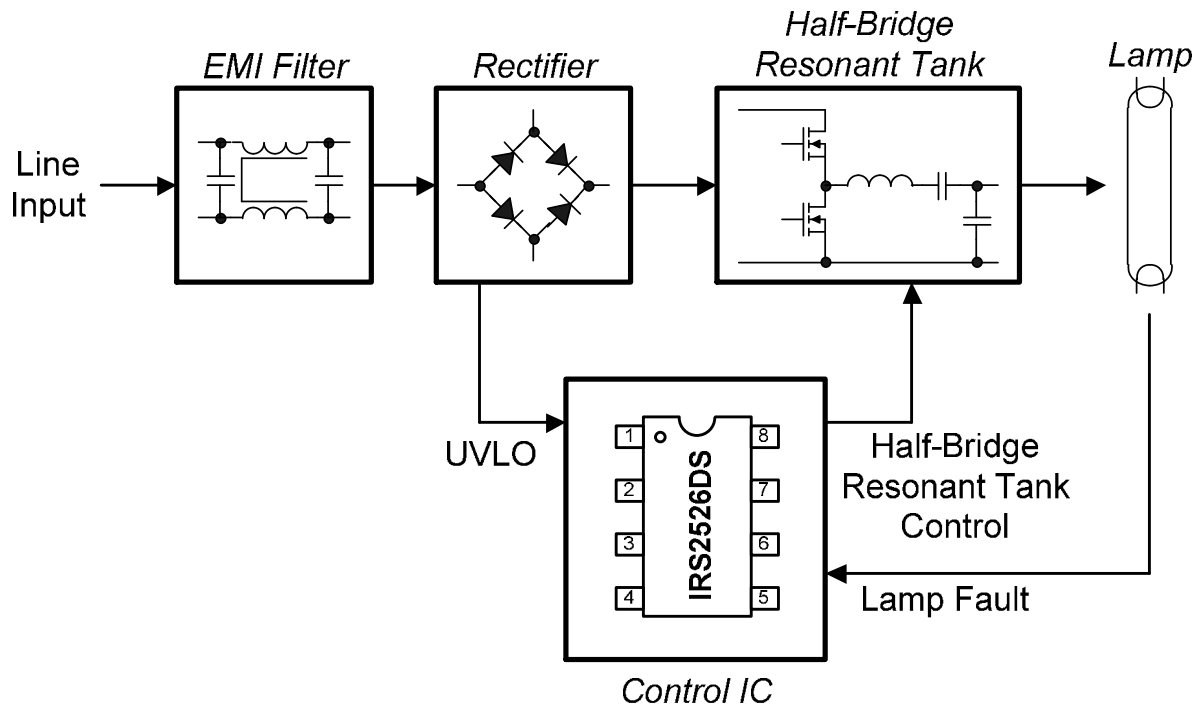 EMI Filter
Rectifier
Half-Bridge
Resonant Tank
Lamp
Line
Input
UVLO
1
2
3
4
IRS2526DS
8
7
6
5
Half-Bridge
Resonant Tank
Control
Lamp Fault
Control IC